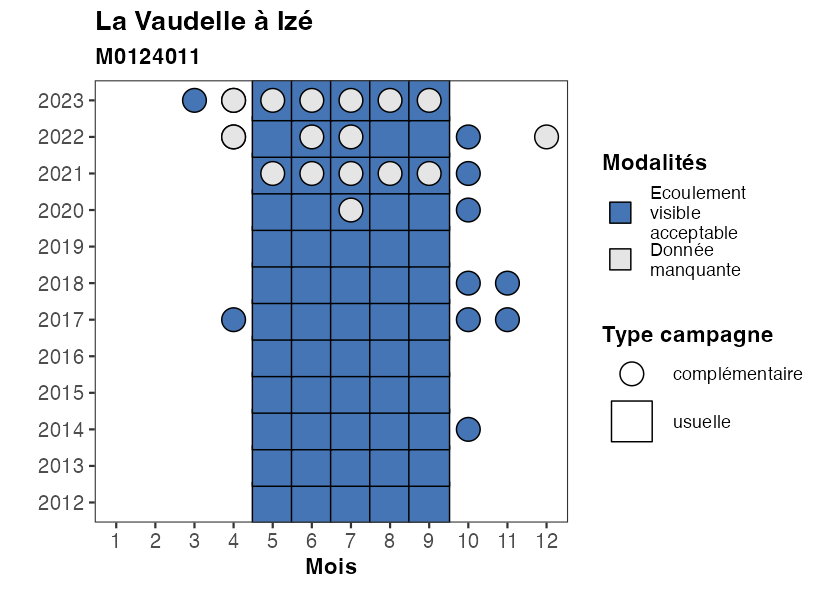 La Vaudelle à Izé
M0124011
2023
2022
2021
2020
2019
2018
2017
2016
2015
2014
2013
2012
1 2 3 4 5 6 7 8 9 10 11 12
Mois
Modalités
Ecoulement
visible
acceptable
Donnée
manquante
Type campagne
complémentaire
usuelle